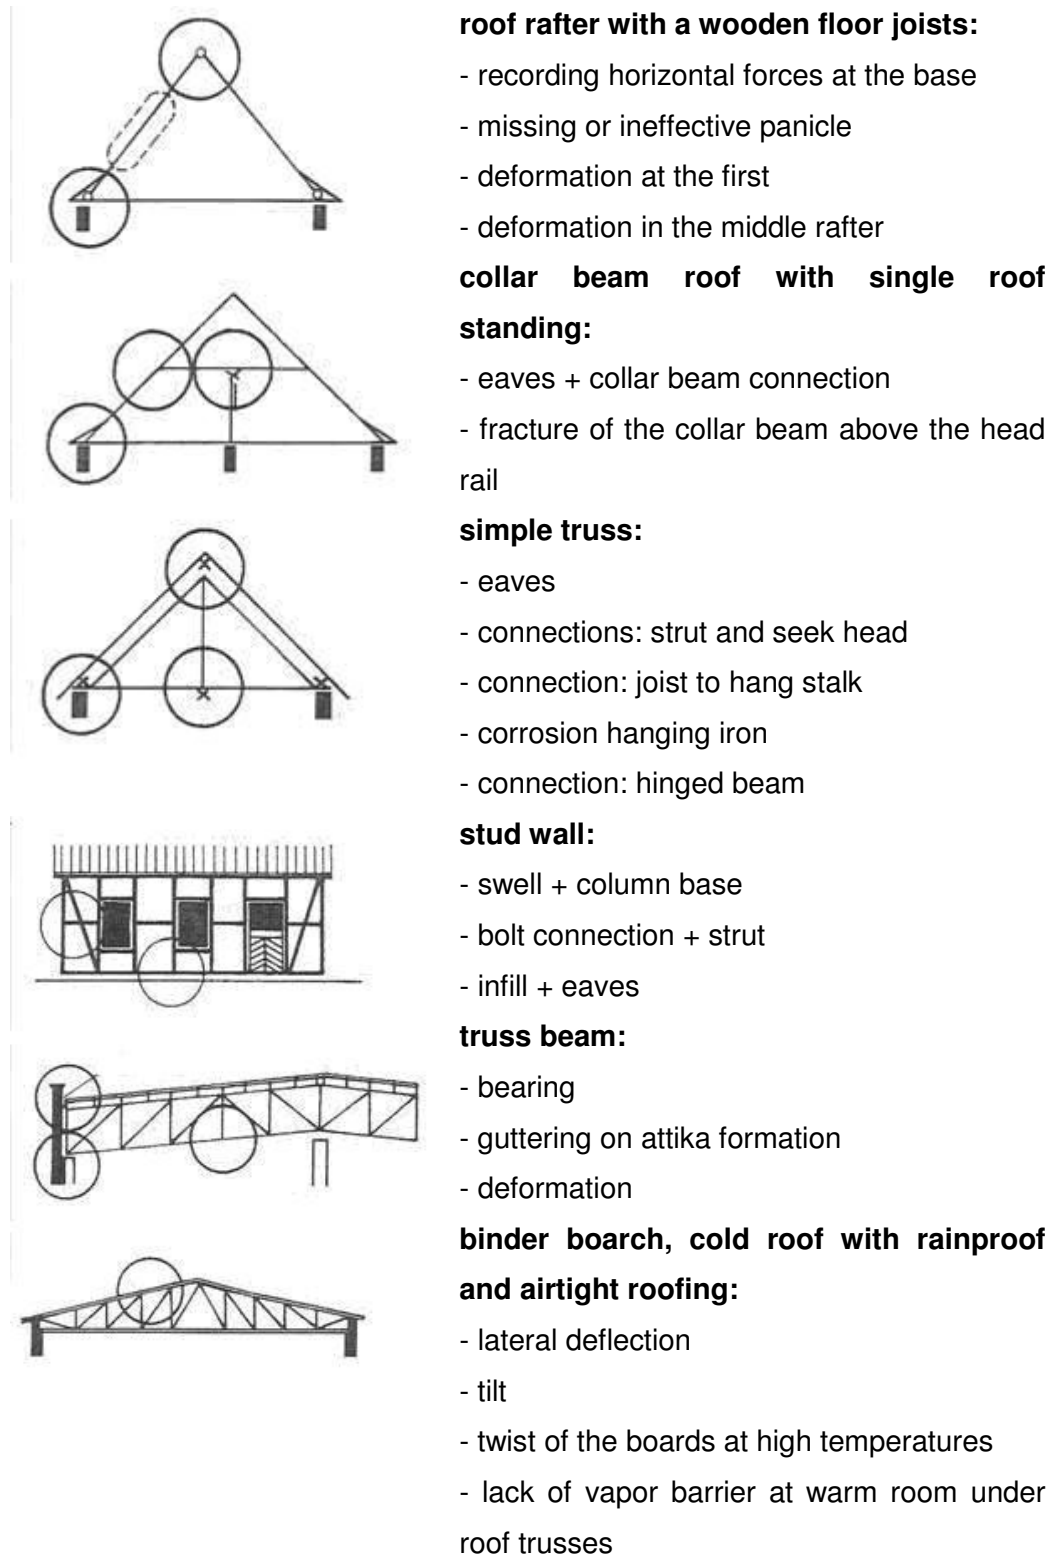 roof rafter with a wooden floor joists:
- recording horizontal forces at the base
- missing or ineffective panicle
- deformation at the first
- deformation in the middle rafter
collar beam roof with single roof
standing:
- eaves + collar beam connection
- fracture of the collar beam above the head
rail
simple truss:
- eaves
- connections: strut and seek head
- connection: joist to hang stalk
- corrosion hanging iron
- connection: hinged beam
stud wall:
- swell + column base
- bolt connection + strut
- infill + eaves
truss beam:
- bearing
- guttering on attika formation
- deformation
binder boarch, cold roof with rainproof
and airtight roofing:
- lateral deflection
- tilt
- twist of the boards at high temperatures
- lack of vapor barrier at warm room under
roof trusses